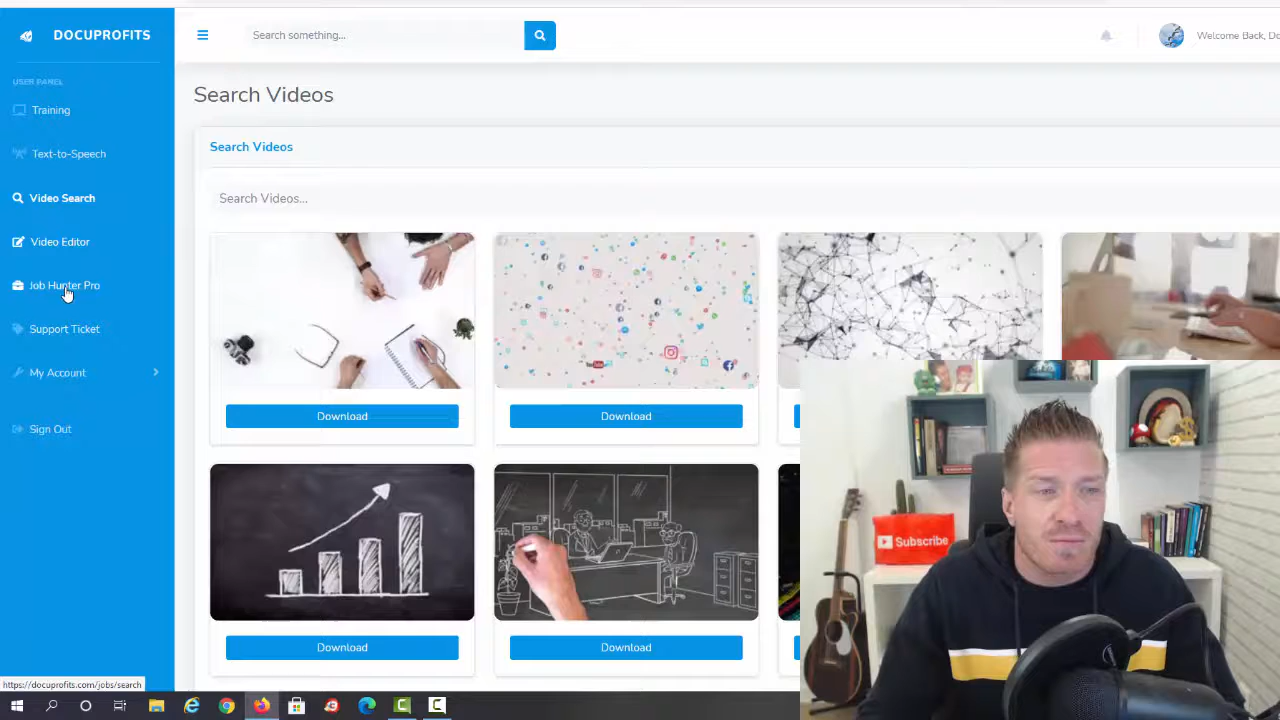 DOCUPROFITS
Search something...
Welcome Back, Do
USER PANEL
Training
Text-to-Speech
Video Search
Video Editor
Job Hunter Pro
Support Ticket
My Account
Sign Out
Search Videos
Search Videos
Search Videos...
Download
Download
Download
Download
Subscribe
https://docuprofits.com/jobs/search